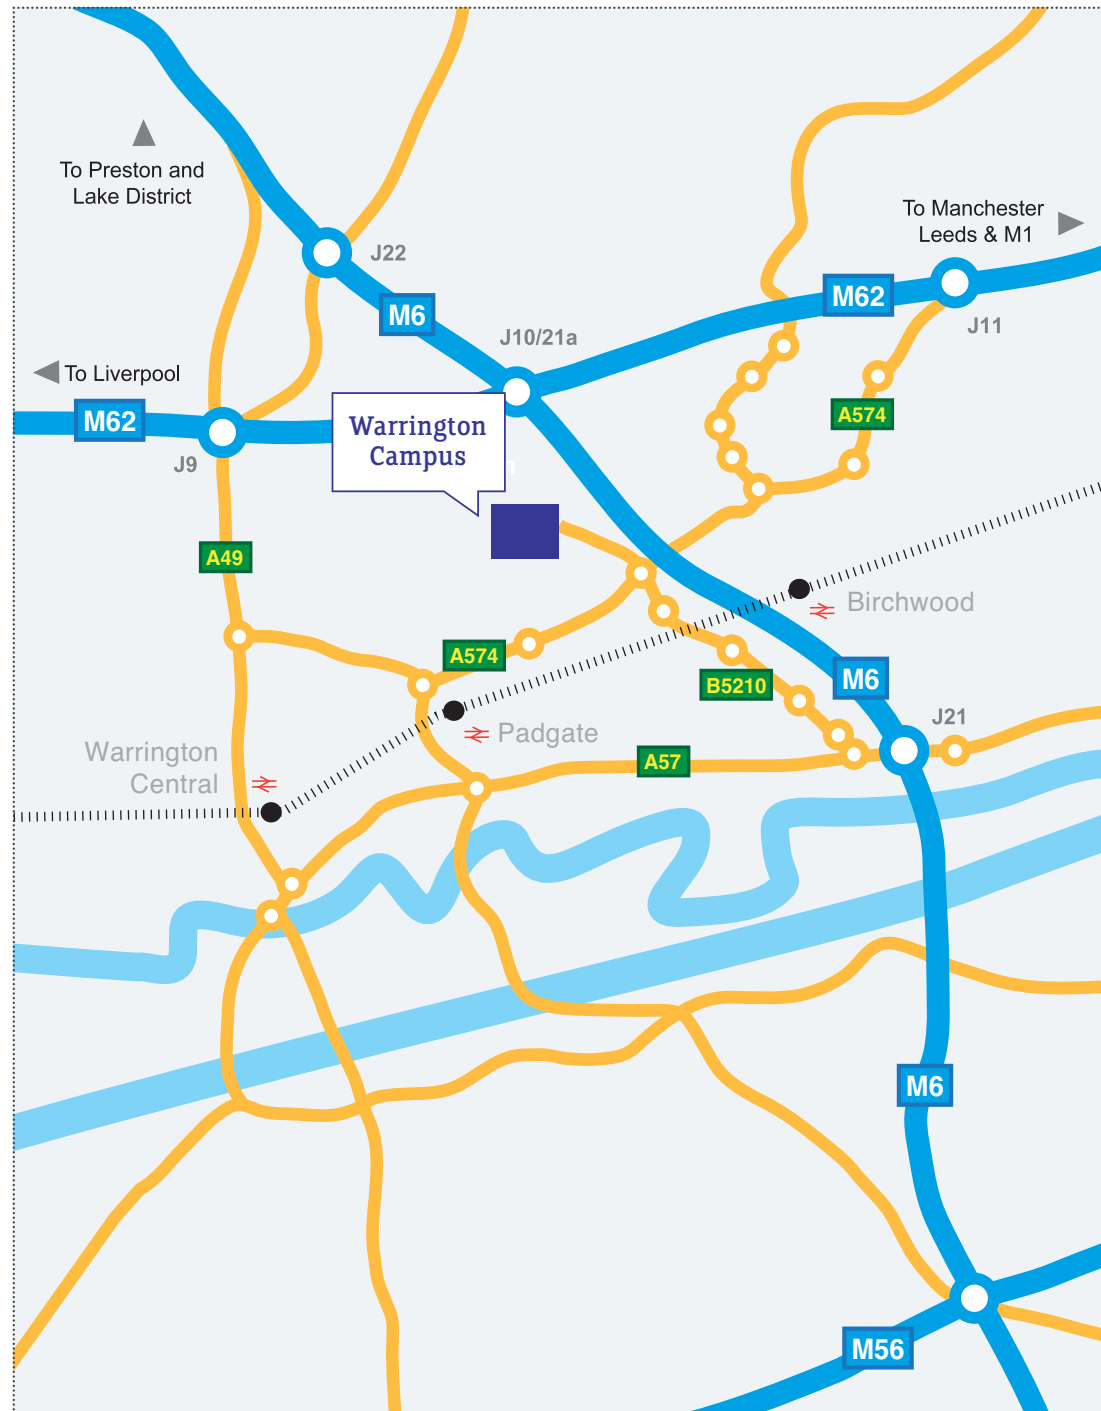 To Preston and
Lake District
To Manchester
Leeds & M1
J22
M62
M6
J11
J10/21a
To Liverpool
M62
A574
Warrington
Campus
J9
A49
Birchwood
A574
M6
B5210
J21
Padgate
Warrington
Central
A57
M6
M56